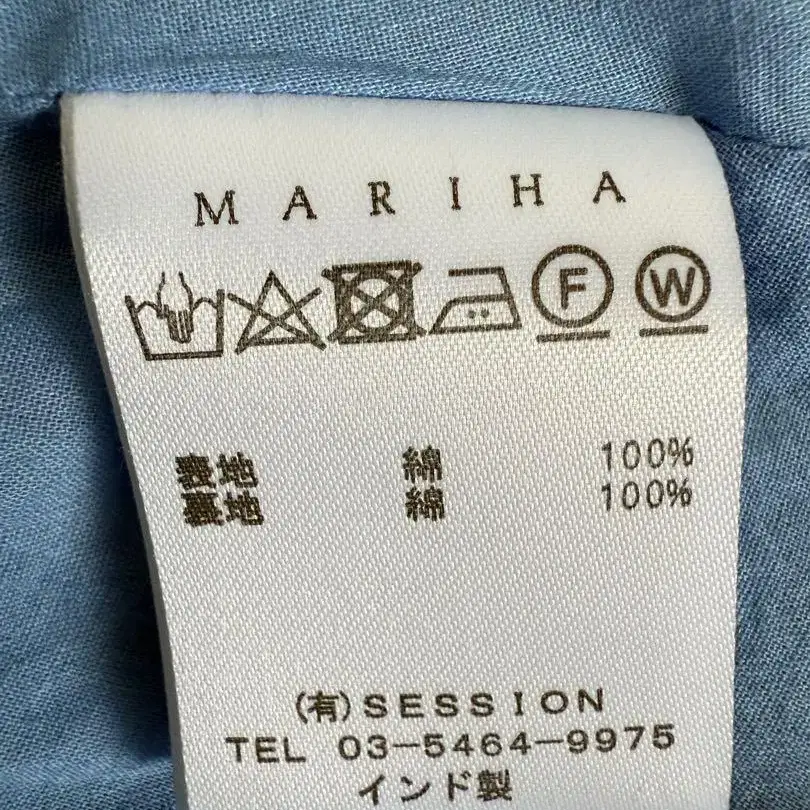 MARIHA
F W
表地 綿 100%
裏地 綿 100%
(有)SESSION
TEL 03-5464-9975
インド製